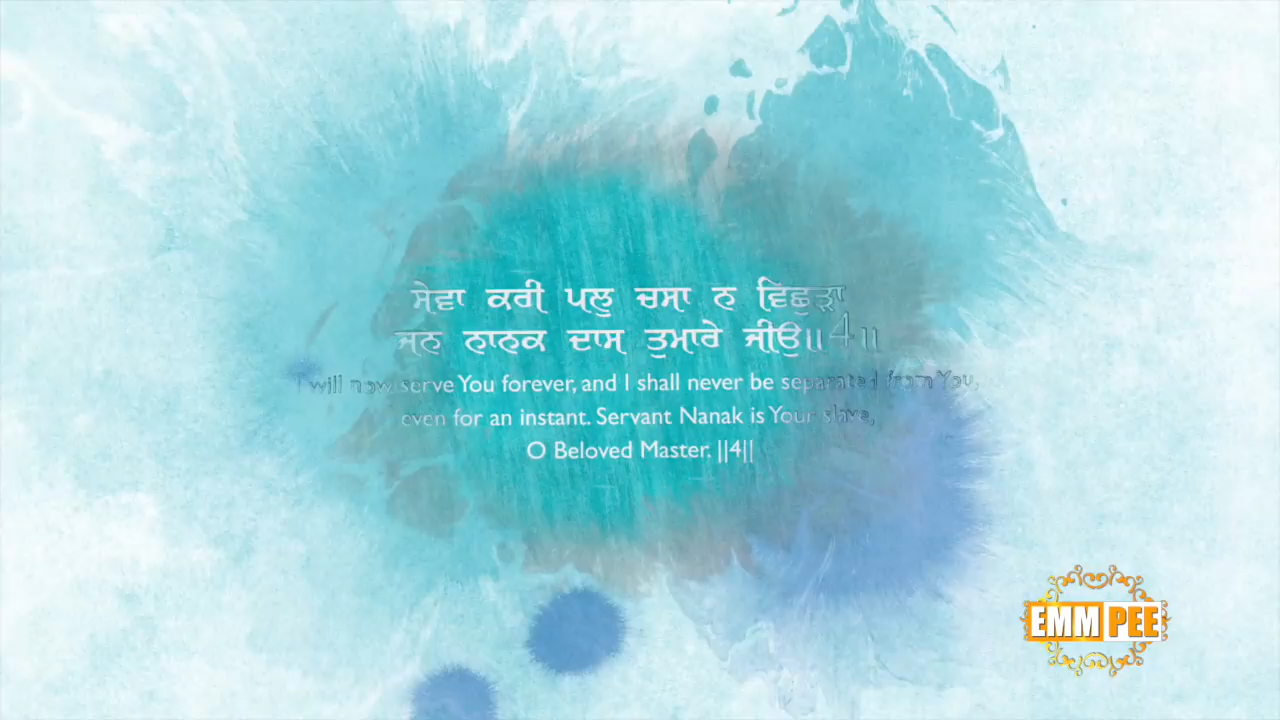 ਸੇਵਾ ਕਰੀ ਪਲੁ ਚਸਾ ਨ ਵਿਛੁੜਾ
ਜਨ ਨਾਨਕ ਦਾਸ ਤੁਮਾਰੇ ਜੀਉ॥4॥
I will now serve You forever, and I shall never be separated from You,
even for an instant. Servant Nanak is Your slave,
O Beloved Master. ||4||
EMM PEE